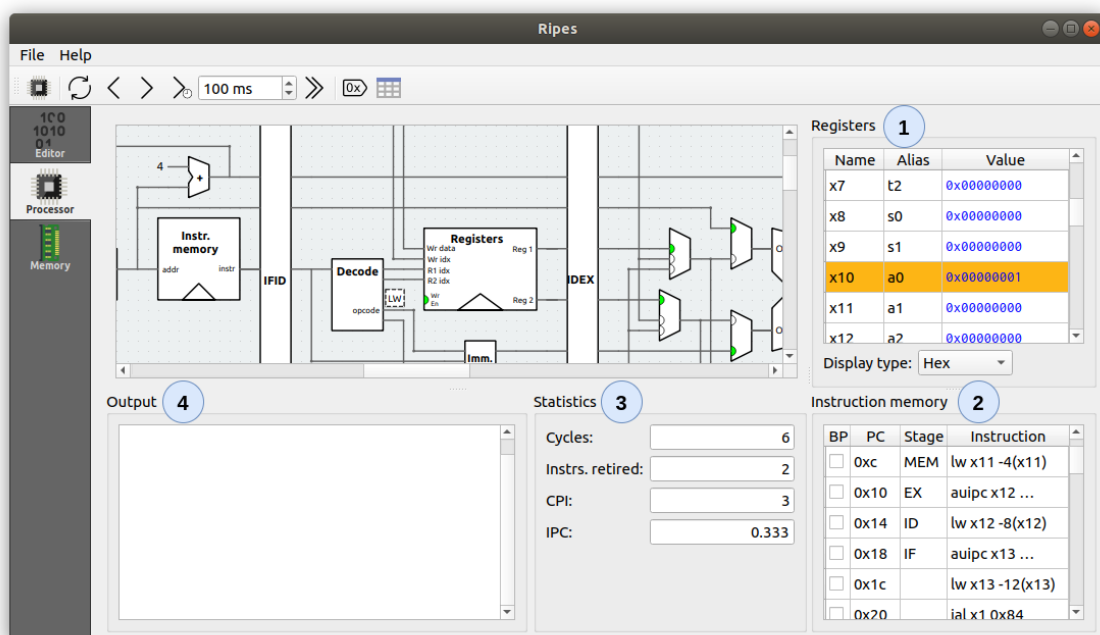 Ripes
File Help
100 ms
0x
100
1010
01
Editor
Processor
Memory
4
+
Instr.
memory
addr
instr
IFID
Decode
LW
opcode
Registers
Wr data
Wr idx
R1 idx
R2 idx
Wr
En
Reg 1
Reg 2
Imm.
IDEX
Registers 1
Name Alias Value
x7 t2 0x00000000
x8 s0 0x00000000
x9 s1 0x00000000
x10 a0 0x00000001
x11 a1 0x00000000
x12 a2 0x00000000
Display type: Hex
Output 4
Statistics 3
Cycles: 6
Instrs. retired: 2
CPI: 3
IPC: 0.333
Instruction memory 2
BP PC Stage Instruction
0xc MEM lw x11 -4(x11)
0x10 EX auipc x12 ...
0x14 ID lw x12 -8(x12)
0x18 IF auipc x13 ...
0x1c lw x13 -12(x13)
0x20 jal x1 0x84